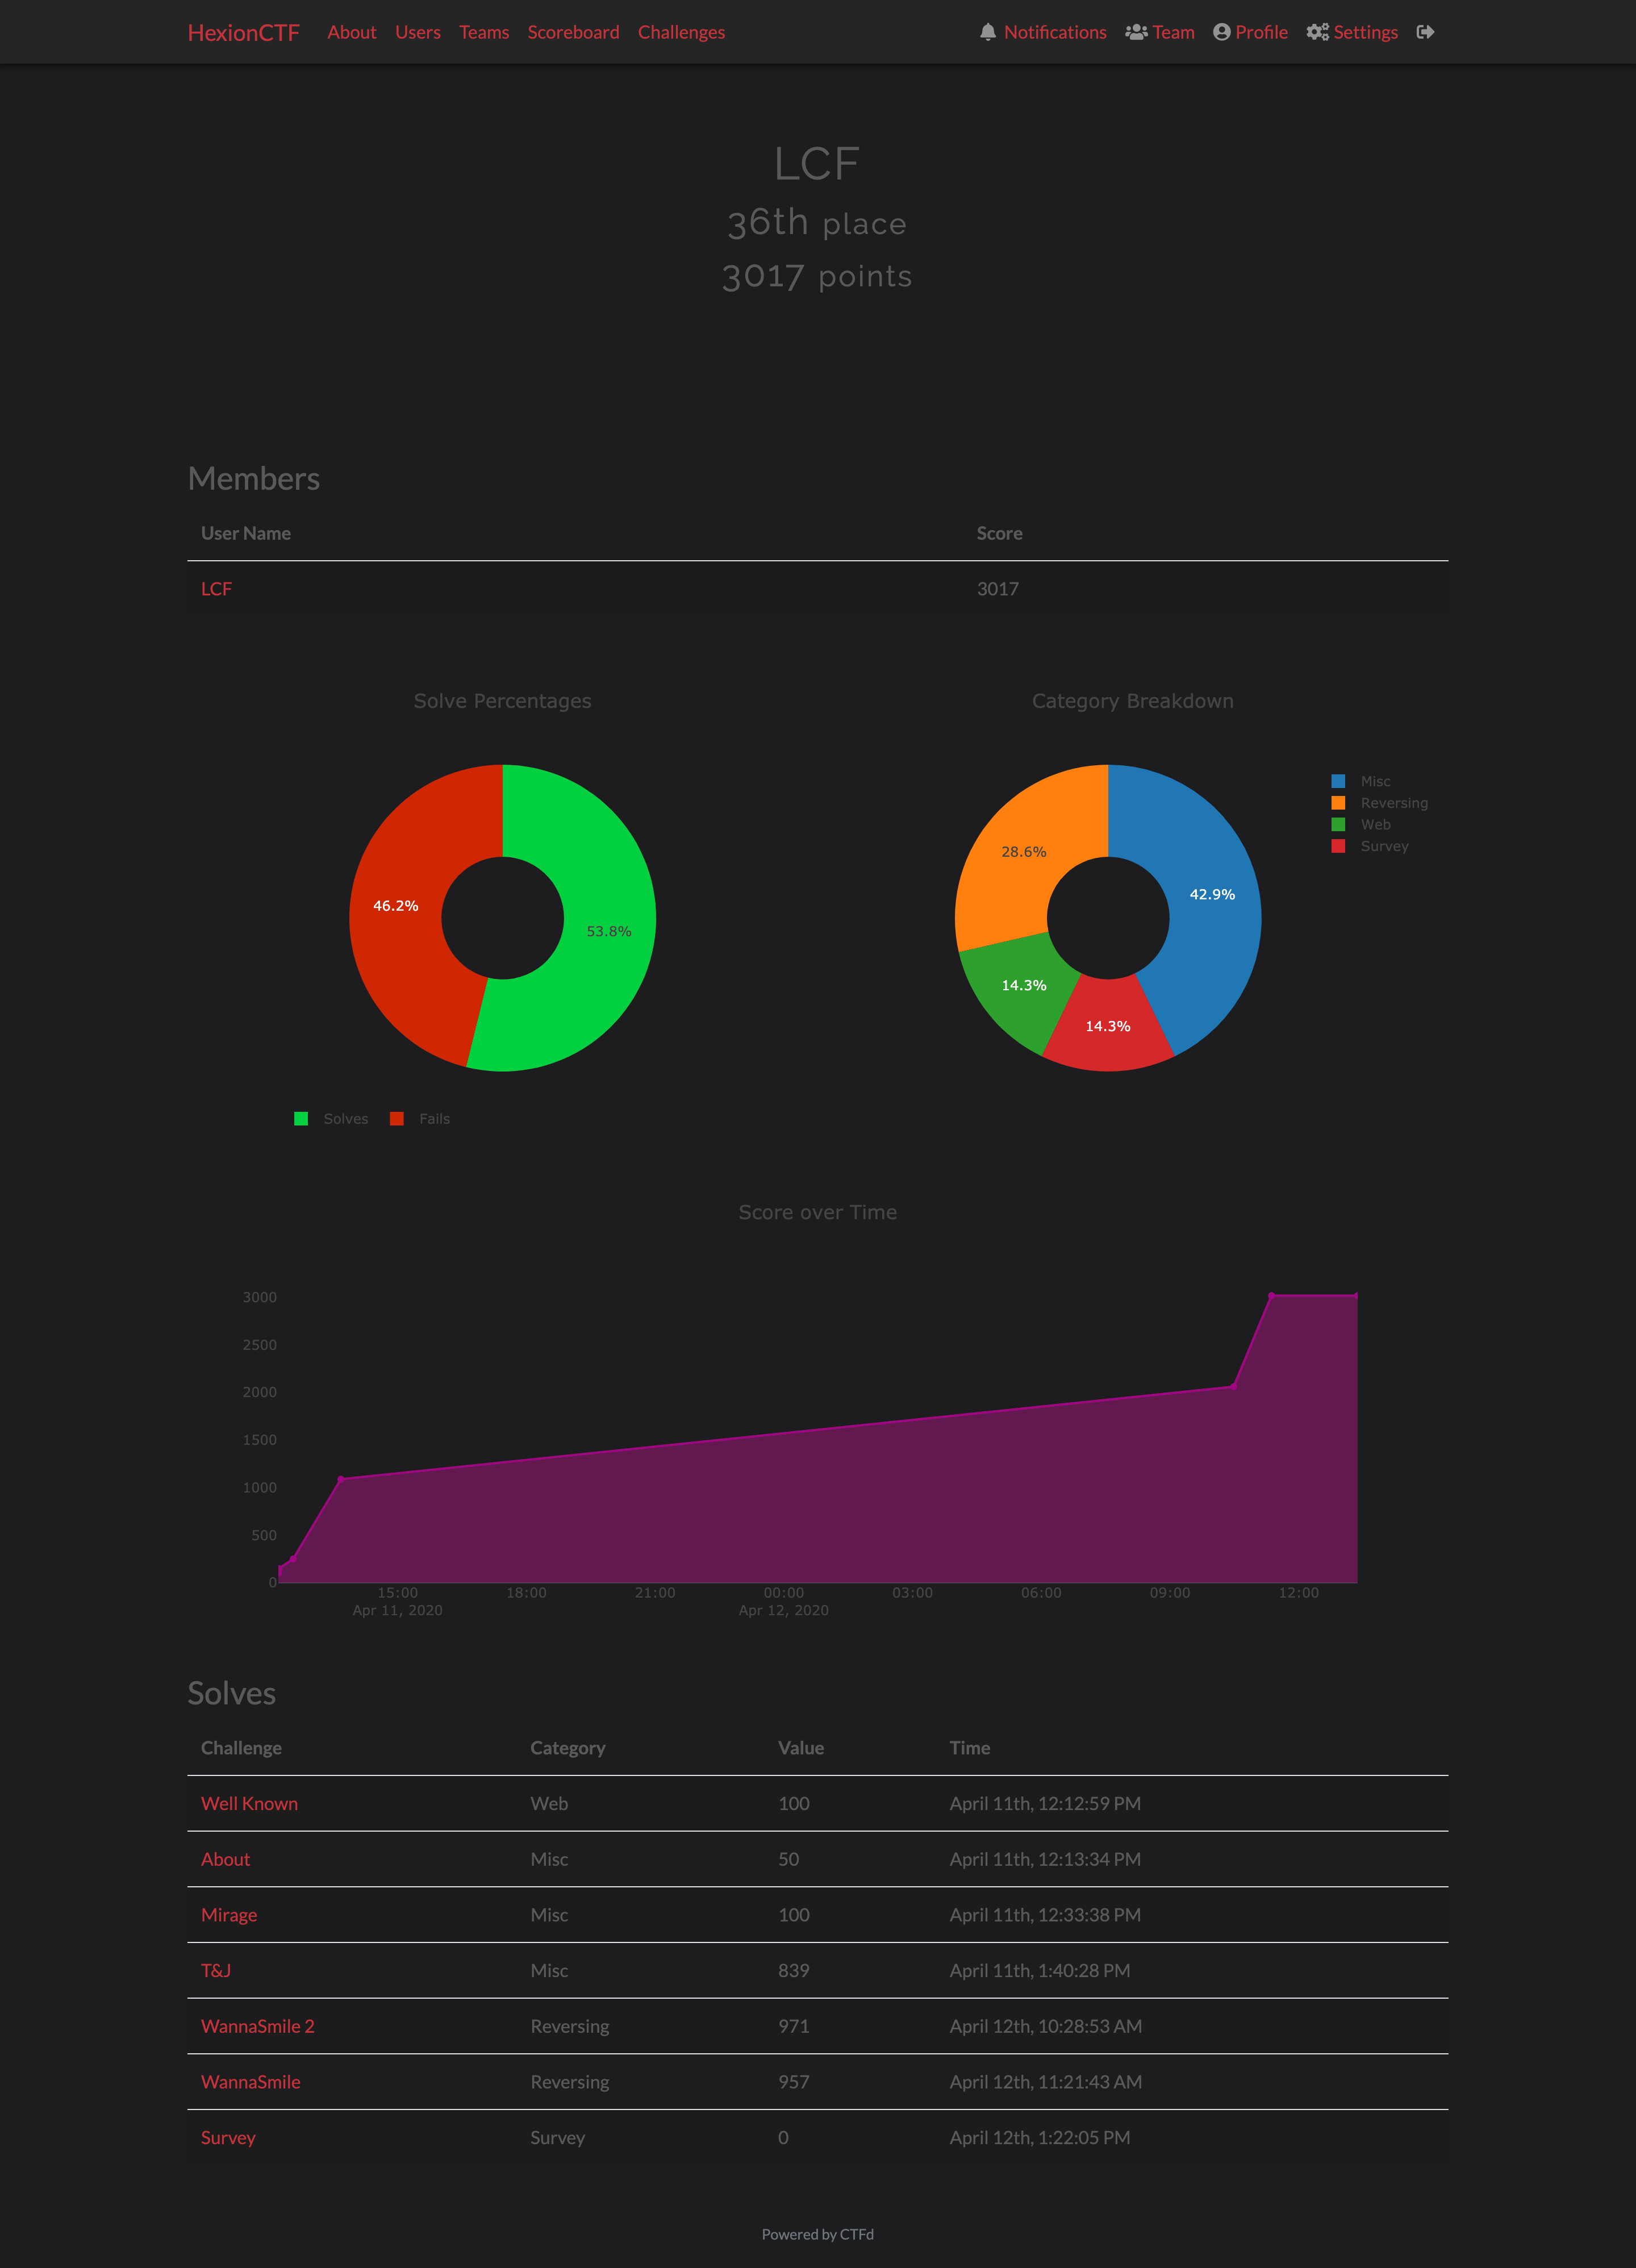 HexionCTF About Users Teams Scoreboard Challenges Notifications Team Profile Settings
LCF
36th place
3017 points
Members
User Name Score
LCF 3017
Solve Percentages
46.2%
53.8%
Solves Fails
Category Breakdown
Misc
Reversing
Web
Survey
28.6%
42.9%
14.3%
14.3%
Score over Time
3000
2500
2000
1500
1000
500
0
15:00 18:00 21:00 00:00 03:00 06:00 09:00 12:00
Apr 11, 2020 Apr 12, 2020
Solves
Challenge Category Value Time
Well Known Web 100 April 11th, 12:12:59 PM
About Misc 50 April 11th, 12:13:34 PM
Mirage Misc 100 April 11th, 12:33:38 PM
T&J Misc 839 April 11th, 1:40:28 PM
WannaSmile 2 Reversing 971 April 12th, 10:28:53 AM
WannaSmile Reversing 957 April 12th, 11:21:43 AM
Survey Survey 0 April 12th, 1:22:05 PM
Powered by CTFd